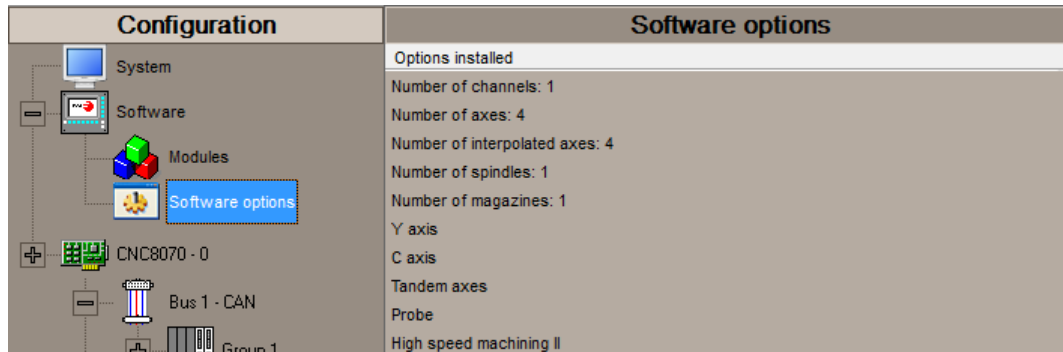 Configuration
System
Software
Modules
Software options
CNC8070 - 0
Bus 1 - CAN
Group 1
Software options
Options installed
Number of channels: 1
Number of axes: 4
Number of interpolated axes: 4
Number of spindles: 1
Number of magazines: 1
Y axis
C axis
Tandem axes
Probe
High speed machining II